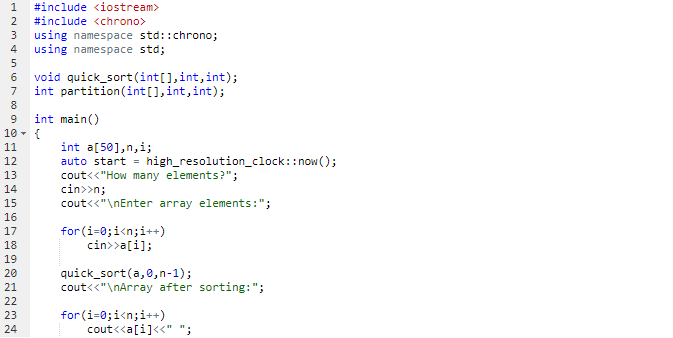 1 #include <iostream>
2 #include <chrono>
3 using namespace std::chrono;
4 using namespace std;
5
6 void quick_sort(int[],int,int);
7 int partition(int[],int,int);
8
9 int main()
10 {
11     int a[50],n,i;
12     auto start = high_resolution_clock::now();
13     cout<<"How many elements?";
14     cin>>n;
15     cout<<"\nEnter array elements:";
16
17     for(i=0;i<n;i++)
18         cin>>a[i];
19
20     quick_sort(a,0,n-1);
21     cout<<"\nArray after sorting:";
22
23     for(i=0;i<n;i++)
24         cout<<a[i]<<" ";